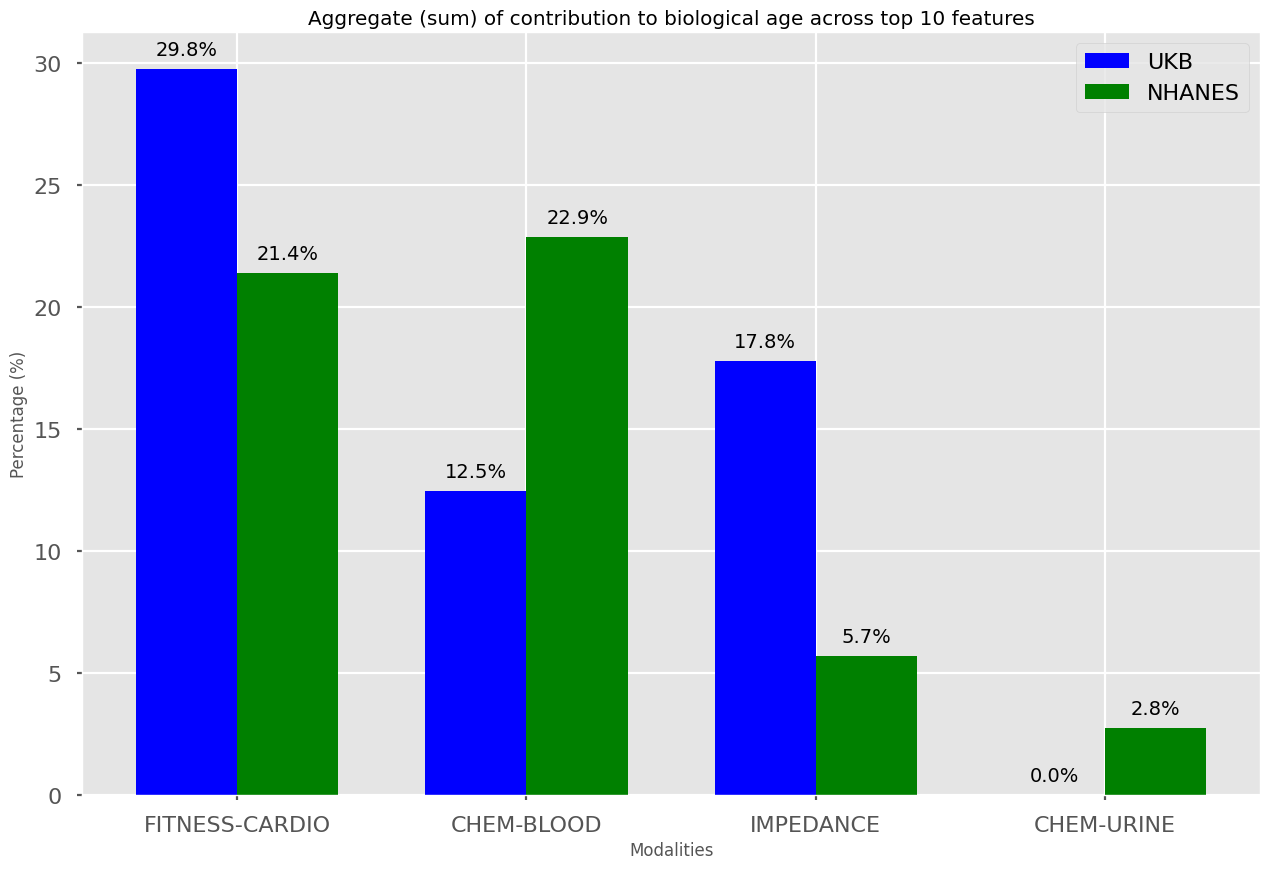 Aggregate (sum) of contribution to biological age across top 10 features
UKB
NHANES
29.8%
21.4%
12.5%
22.9%
17.8%
5.7%
0.0%
2.8%
Percentage (%)
30
25
20
15
10
5
0
FITNESS-CARDIO
CHEM-BLOOD
IMPEDANCE
CHEM-URINE
Modalities